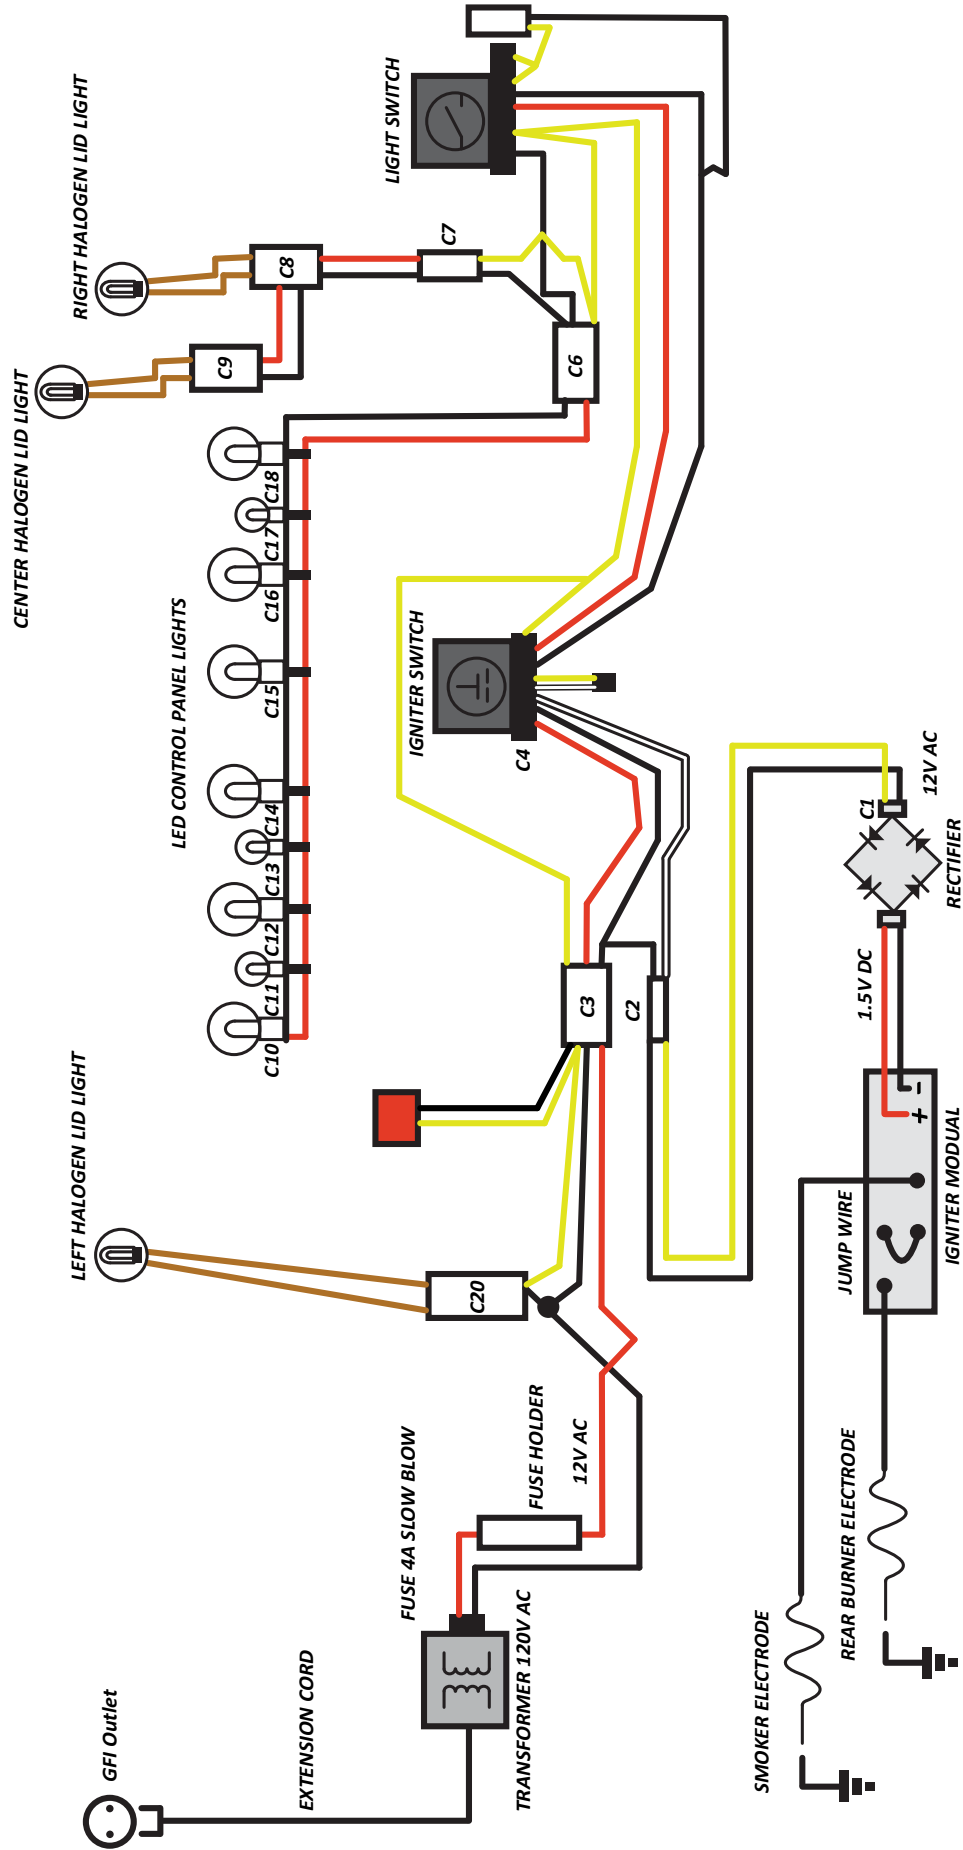 GFI Outlet
EXTENSION CORD
TRANSFORMER 120V AC
FUSE 4A SLOW BLOW
FUSE HOLDER
12V AC
LEFT HALOGEN LID LIGHT
C20
C3
C2
LED CONTROL PANEL LIGHTS
C10
C11
C12
C13
C14
C15
C16
C17
C18
CENTER HALOGEN LID LIGHT
C9
RIGHT HALOGEN LID LIGHT
C8
C7
C6
LIGHT SWITCH
IGNITER SWITCH
C4
SMOKER ELECTRODE
REAR BURNER ELECTRODE
JUMP WIRE
IGNITER MODUAL
+
-
1.5V DC
RECTIFIER
C1
12V AC